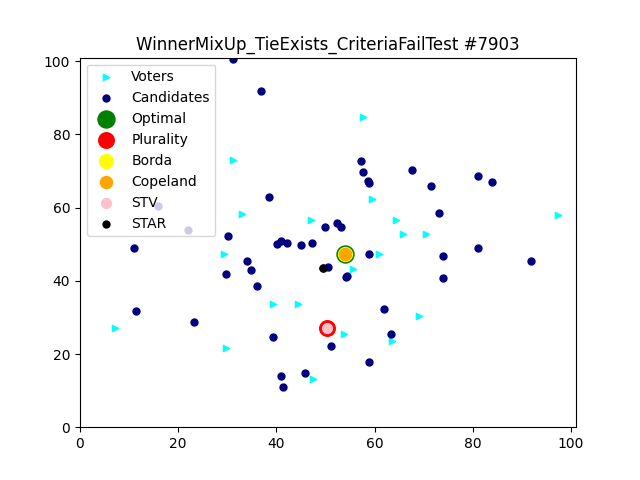 WinnerMixUp_TieExists_CriteriaFailTest #7903
100
80
60
40
20
0
Voters
Candidates
Optimal
Plurality
Borda
Copeland
STV
STAR
0 20 40 60 80 100